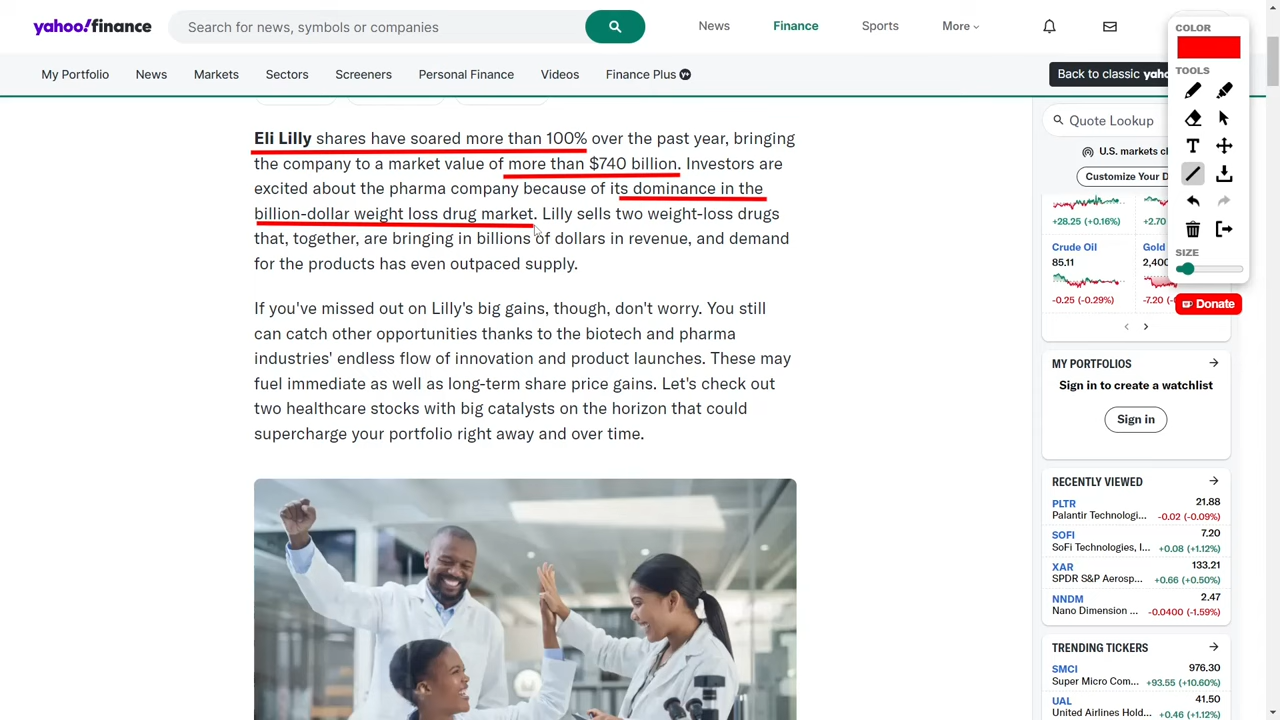 yahoo!finance
Search for news, symbols or companies
News
Finance
Sports
More
COLOR
TOOLS
SIZE
Donate
My Portfolio
News
Markets
Sectors
Screeners
Personal Finance
Videos
Finance Plus
Back to classic
Eli Lilly shares have soared more than 100% over the past year, bringing
the company to a market value of more than $740 billion. Investors are
excited about the pharma company because of its dominance in the
billion-dollar weight loss drug market. Lilly sells two weight-loss drugs
that, together, are bringing in billions of dollars in revenue, and demand
for the products has even outpaced supply.
If you've missed out on Lilly's big gains, though, don't worry. You still
can catch other opportunities thanks to the biotech and pharma
industries' endless flow of innovation and product launches. These may
fuel immediate as well as long-term share price gains. Let's check out
two healthcare stocks with big catalysts on the horizon that could
supercharge your portfolio right away and over time.
Quote Lookup
U.S. markets
Customize Your
+28.25 (+0.16%)
+2.70
Crude Oil
85.11
-0.25 (-0.29%)
Gold
2,400
-7.20
MY PORTFOLIOS
Sign in to create a watchlist
Sign in
RECENTLY VIEWED
PLTR 21.88
Palantir Technologi... -0.02 (-0.09%)
SOFI 7.20
SoFi Technologies, I... +0.08 (+1.12%)
XAR 133.21
SPDR S&P Aerosp... +0.66 (+0.50%)
NNDM 2.47
Nano Dimension ... -0.0400 (-1.59%)
TRENDING TICKERS
SMCI 976.30
Super Micro Com... +93.55 (+10.60%)
UAL 41.50
United Airlines Hold... +0.46 (+1.12%)